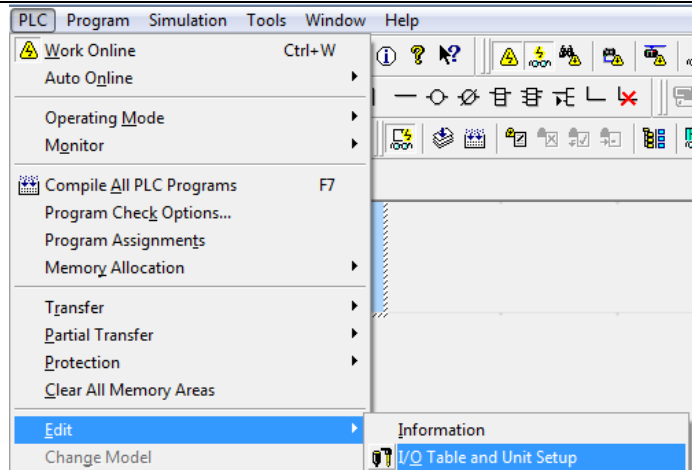 PLC Program Simulation Tools Window Help
Work Online Ctrl+W
Auto Online
Operating Mode
Monitor
Compile All PLC Programs F7
Program Check Options...
Program Assignments
Memory Allocation
Transfer
Partial Transfer
Protection
Clear All Memory Areas
Edit
Information
Change Model
I/O Table and Unit Setup